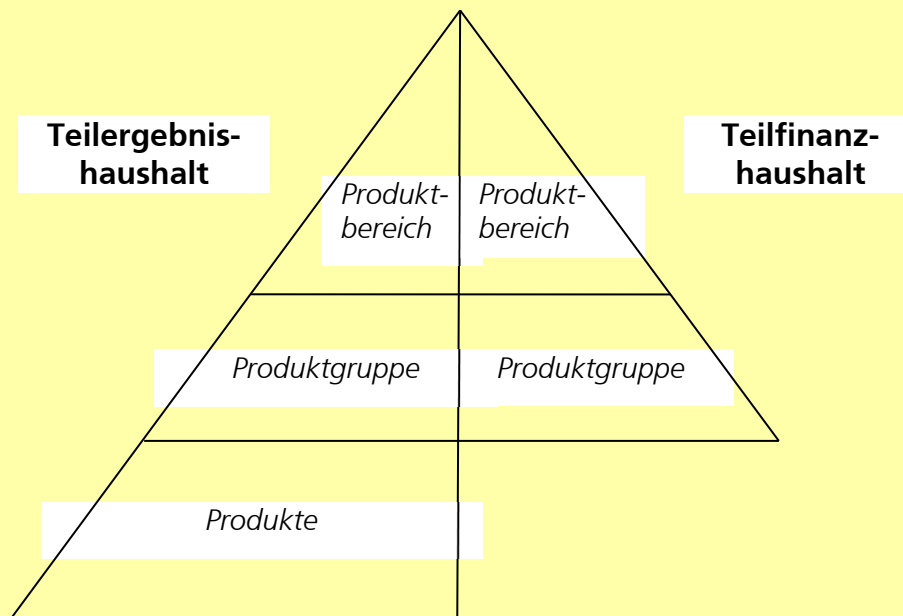 Teilergebnis-
haushalt
Teilfinanz-
haushalt
Produkt-
bereich
Produkt-
bereich
Produktgruppe
Produktgruppe
Produkte